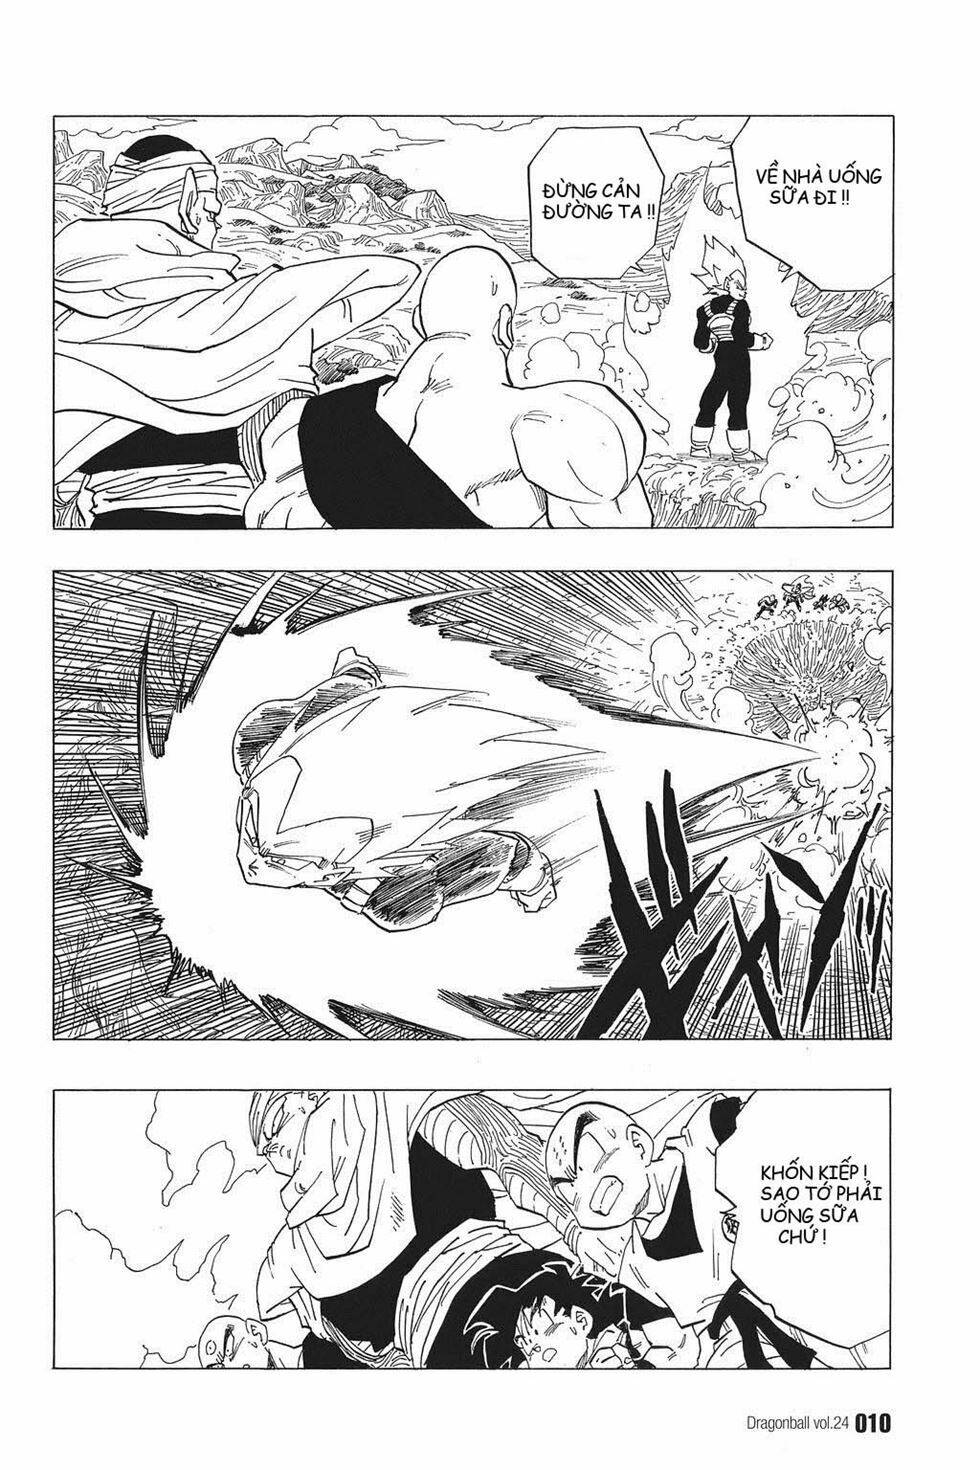 VỀ NHÀ UỐNG
SỮA ĐI !!
ĐỪNG CẢN
ĐƯỜNG TA !!
KHỐN KIẾP !
SAO TỚ PHẢI
UỐNG SỮA
CHỨ !
Dragonball vol.24 010